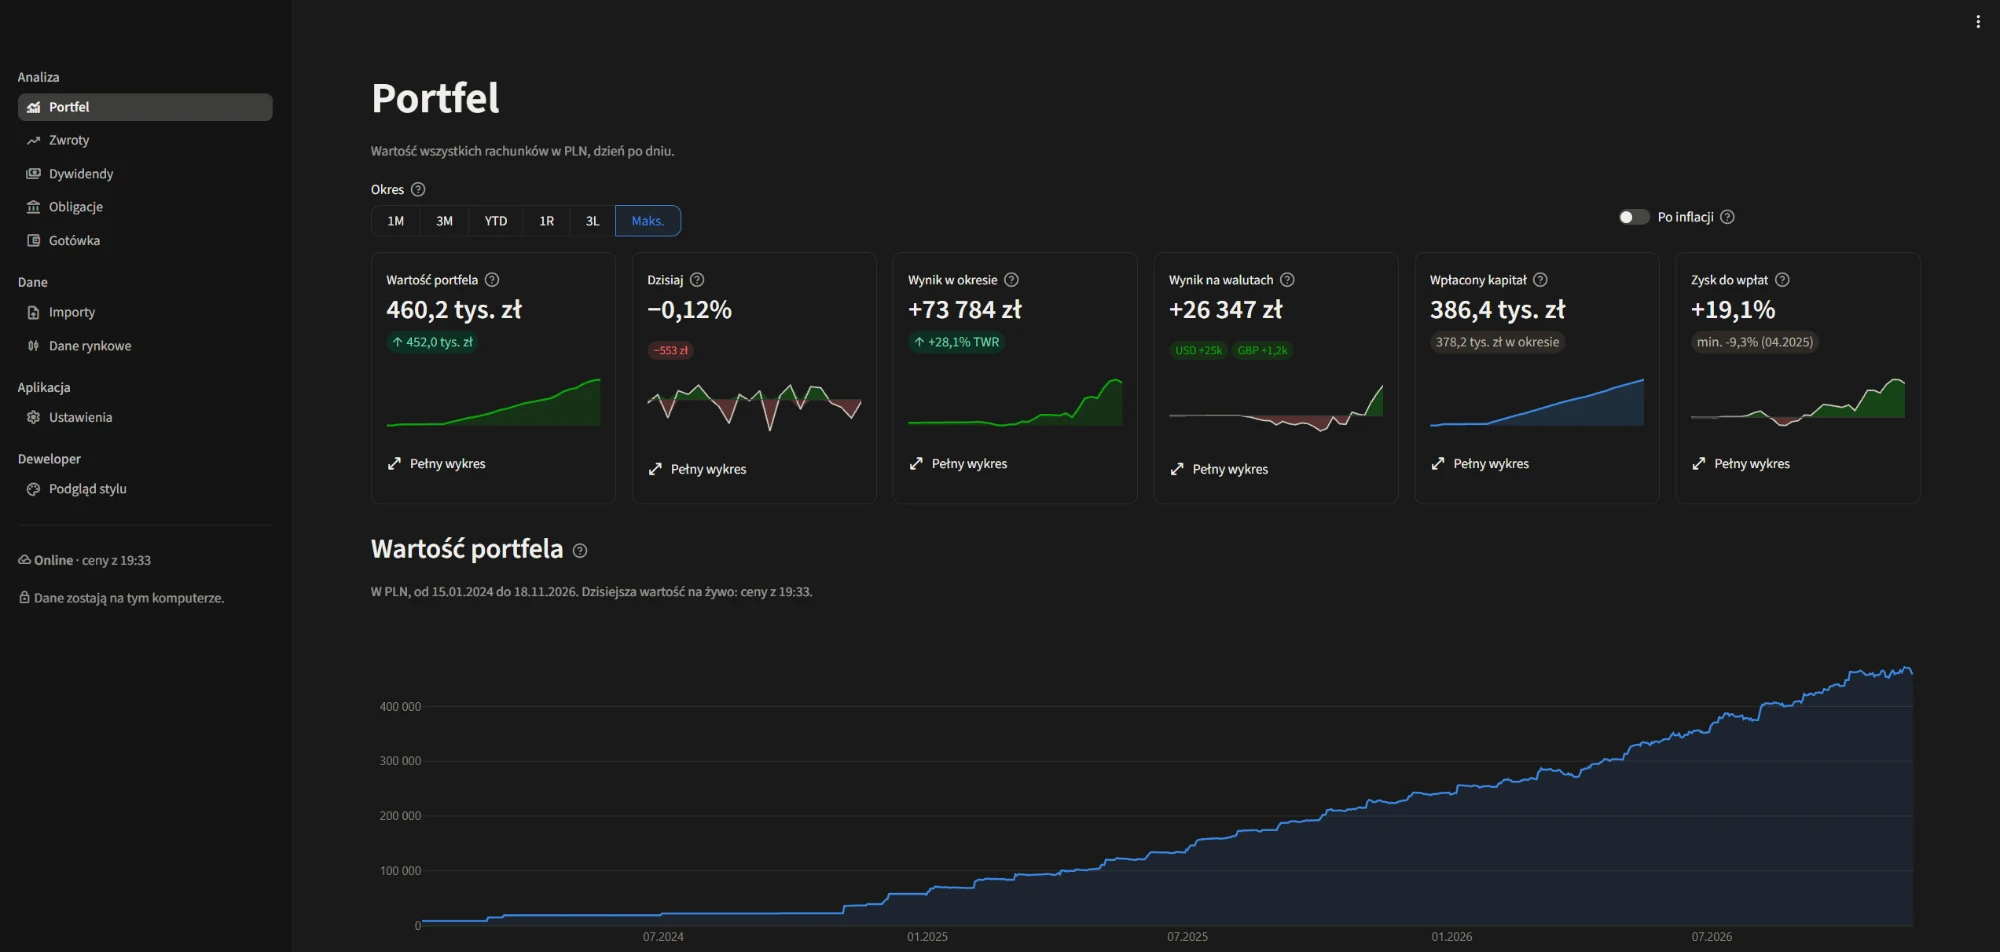 Analiza
Portfel
Zwroty
Dywidendy
Obligacje
Gotówka
Dane
Importy
Dane rynkowe
Aplikacja
Ustawienia
Deweloper
Podgląd stylu
Online · ceny z 19:33
Dane zostają na tym komputerze.
Portfel
Wartość wszystkich rachunków w PLN, dzień po dniu.
Okres
1M 3M YTD 1R 3L Maks.
Po inflacji
Wartość portfela
460,2 tys. zł
↑ 452,0 tys. zł
Pełny wykres
Dzisiaj
−0,12%
−553 zł
Pełny wykres
Wynik w okresie
+73 784 zł
↑ +28,1% TWR
Pełny wykres
Wynik na walutach
+26 347 zł
USD +25k GBP +1,2k
Pełny wykres
Wpłacony kapitał
386,4 tys. zł
378,2 tys. zł w okresie
Pełny wykres
Zysk do wpłat
+19,1%
min. -9,3% (04.2025)
Pełny wykres
Wartość portfela
W PLN, od 15.01.2024 do 18.11.2026. Dzisiejsza wartość na żywo: ceny z 19:33.
400 000
300 000
200 000
100 000
0
07.2024 01.2025 07.2025 01.2026 07.2026